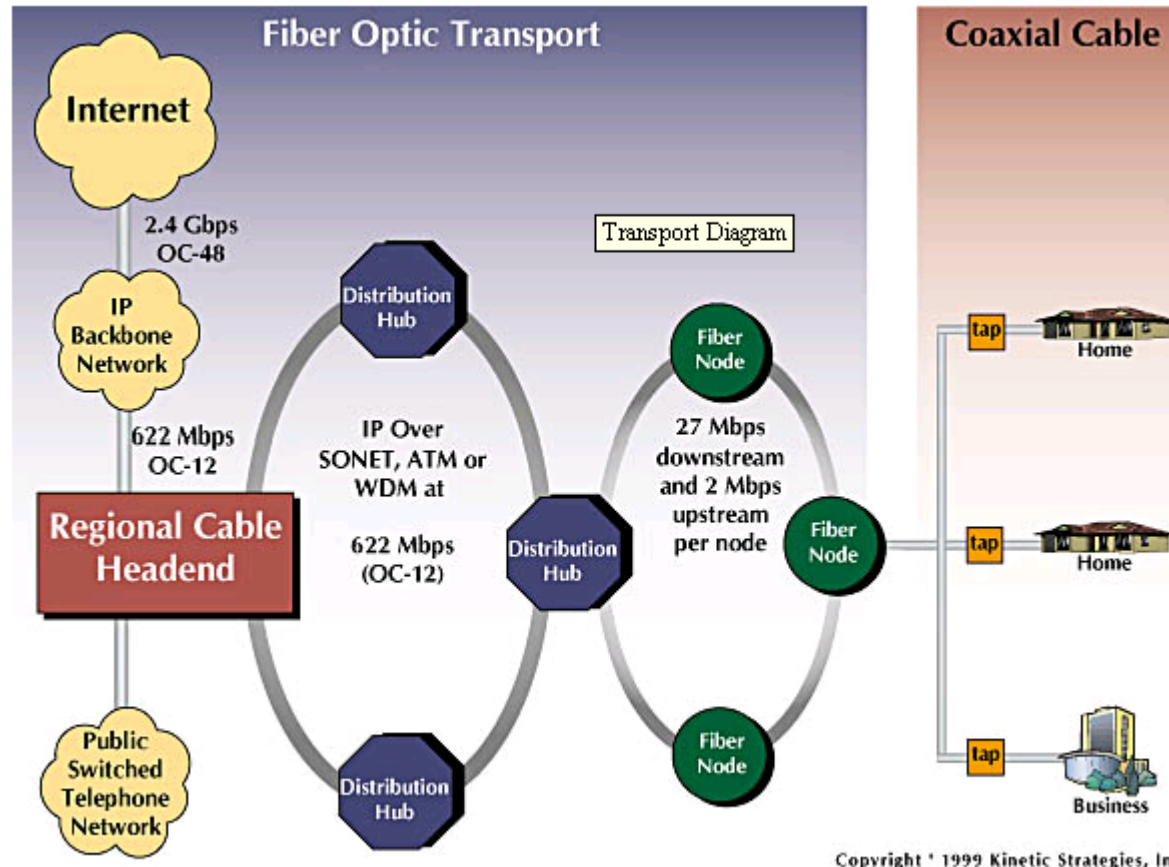 Fiber Optic Transport
Coaxial Cable
Internet
2.4 Gbps
OC-48
Transport Diagram
IP
Backbone
Network
622 Mbps
OC-12
Regional Cable
Headend
Public
Switched
Telephone
Network
Distribution
Hub
IP Over
SONET, ATM or
WDM at
622 Mbps
(OC-12)
Distribution
Hub
Distribution
Hub
Fiber
Node
27 Mbps
downstream
and 2 Mbps
upstream
per node
Fiber
Node
Fiber
Node
tap
Home
tap
Home
tap
Business
Copyright ' 1999 Kinetic Strategies, In